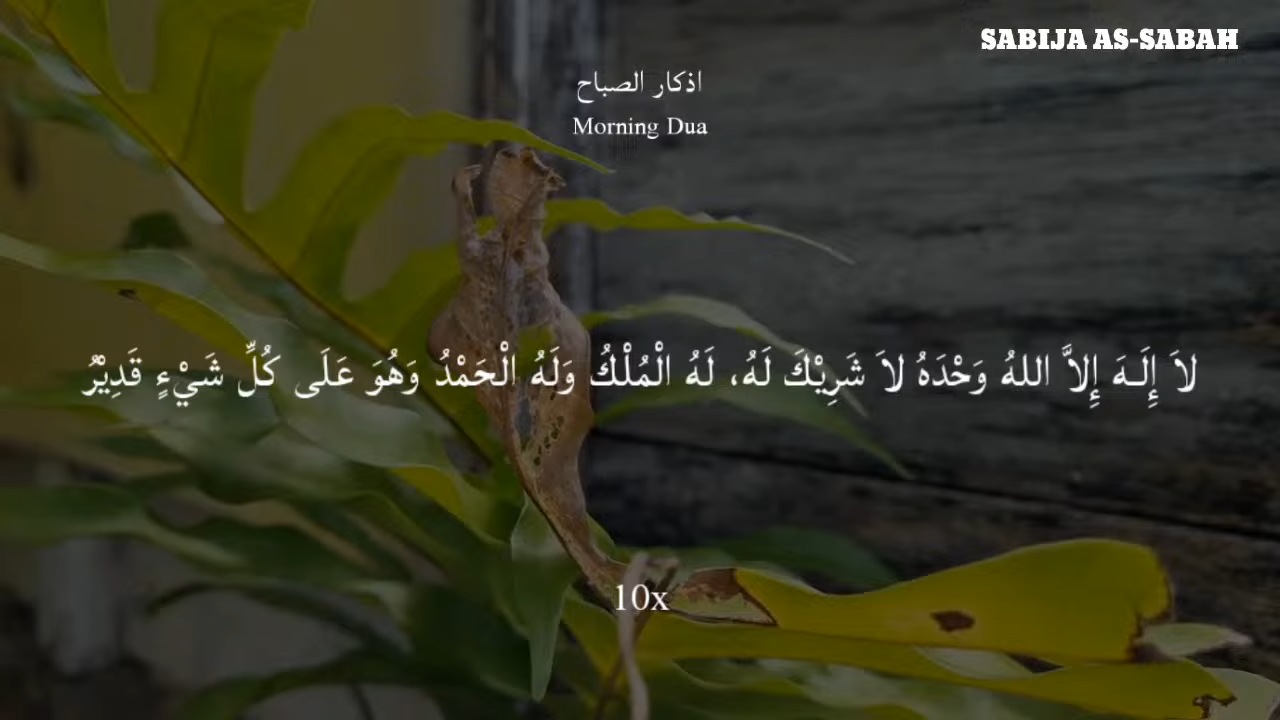 SABIJA AS-SABAH
اذكار الصباح
Morning Dua
لاَ إِلَـهَ إِلاَّ اللهُ وَحْدَهُ لاَ شَرِيْكَ لَهُ، لَهُ الْمُلْكُ وَلَهُ الْحَمْدُ وَهُوَ عَلَى كُلِّ شَيْءٍ قَدِيْرٌ
10x